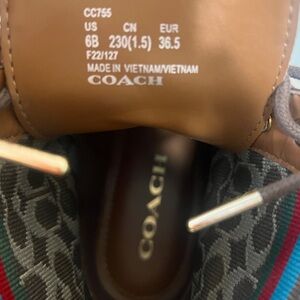 CC755
US CN EUR
6B 230(1.5) 36.5
F22/127
MADE IN VIETNAM/VIETNAM
COACH
COACH